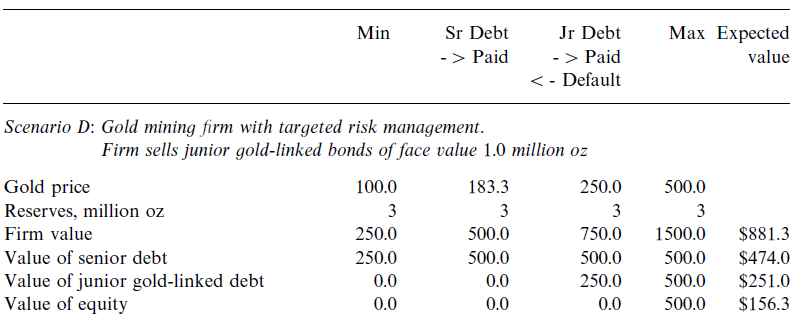 Min Sr Debt Jr Debt Max Expected
- > Paid - > Paid value
< - Default
Scenario D: Gold mining firm with targeted risk management.
Firm sells junior gold-linked bonds of face value 1.0 million oz
Gold price 100.0 183.3 250.0 500.0
Reserves, million oz 3 3 3 3
Firm value 250.0 500.0 750.0 1500.0 $881.3
Value of senior debt 250.0 500.0 500.0 500.0 $474.0
Value of junior gold-linked debt 0.0 0.0 250.0 500.0 $251.0
Value of equity 0.0 0.0 0.0 500.0 $156.3